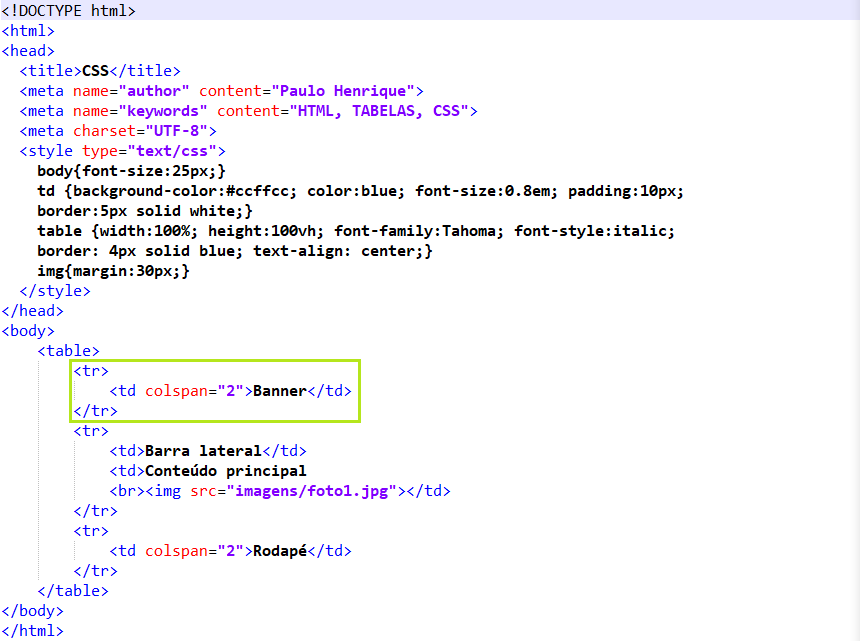 <!DOCTYPE html>
<html>
<head>
  <title>CSS</title>
  <meta name="author" content="Paulo Henrique">
  <meta name="keywords" content="HTML, TABELAS, CSS">
  <meta charset="UTF-8">
  <style type="text/css">
    body{font-size:25px;}
    td {background-color:#ccffcc; color:blue; font-size:0.8em; padding:10px;
    border:5px solid white;}
    table {width:100%; height:100vh; font-family:Tahoma; font-style:italic;
    border: 4px solid blue; text-align: center;}
    img{margin:30px;}
  </style>
</head>
<body>
    <table>
        <tr>
            <td colspan="2">Banner</td>
        </tr>
        <tr>
            <td>Barra lateral</td>
            <td>Conteúdo principal
            <br><img src="imagens/foto1.jpg"></td>
        </tr>
        <tr>
            <td colspan="2">Rodapé</td>
        </tr>
    </table>
</body>
</html>